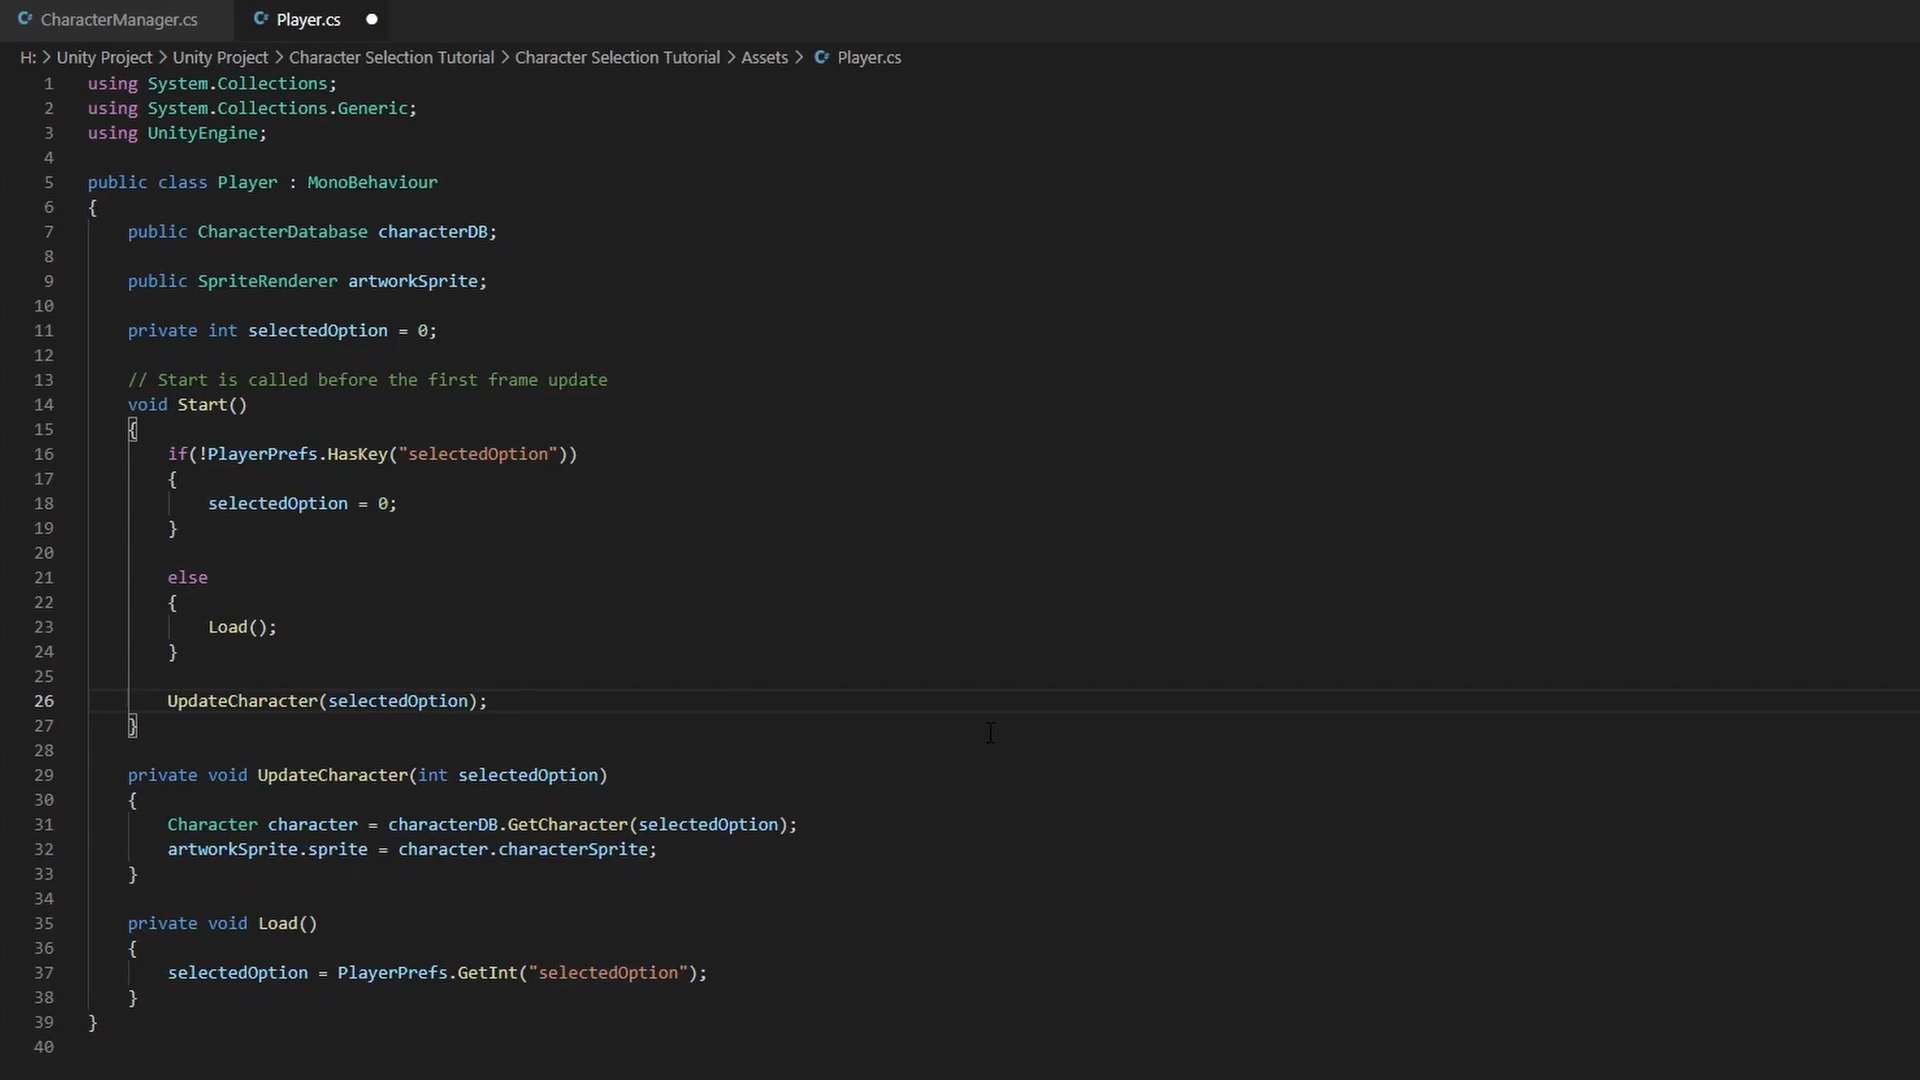 CharacterManager.cs
Player.cs
H: > Unity Project > Unity Project > Character Selection Tutorial > Character Selection Tutorial > Assets > Player.cs
1 using System.Collections;
2 using System.Collections.Generic;
3 using UnityEngine;
4
5 public class Player : MonoBehaviour
6 {
7 public CharacterDatabase characterDB;
8
9 public SpriteRenderer artworkSprite;
10
11 private int selectedOption = 0;
12
13 // Start is called before the first frame update
14 void Start()
15 {
16 if(!PlayerPrefs.HasKey("selectedOption"))
17 {
18 selectedOption = 0;
19 }
20
21 else
22 {
23 Load();
24 }
25
26 UpdateCharacter(selectedOption);
27 }
28
29 private void UpdateCharacter(int selectedOption)
30 {
31 Character character = characterDB.GetCharacter(selectedOption);
32 artworkSprite.sprite = character.characterSprite;
33 }
34
35 private void Load()
36 {
37 selectedOption = PlayerPrefs.GetInt("selectedOption");
38 }
39 }
40